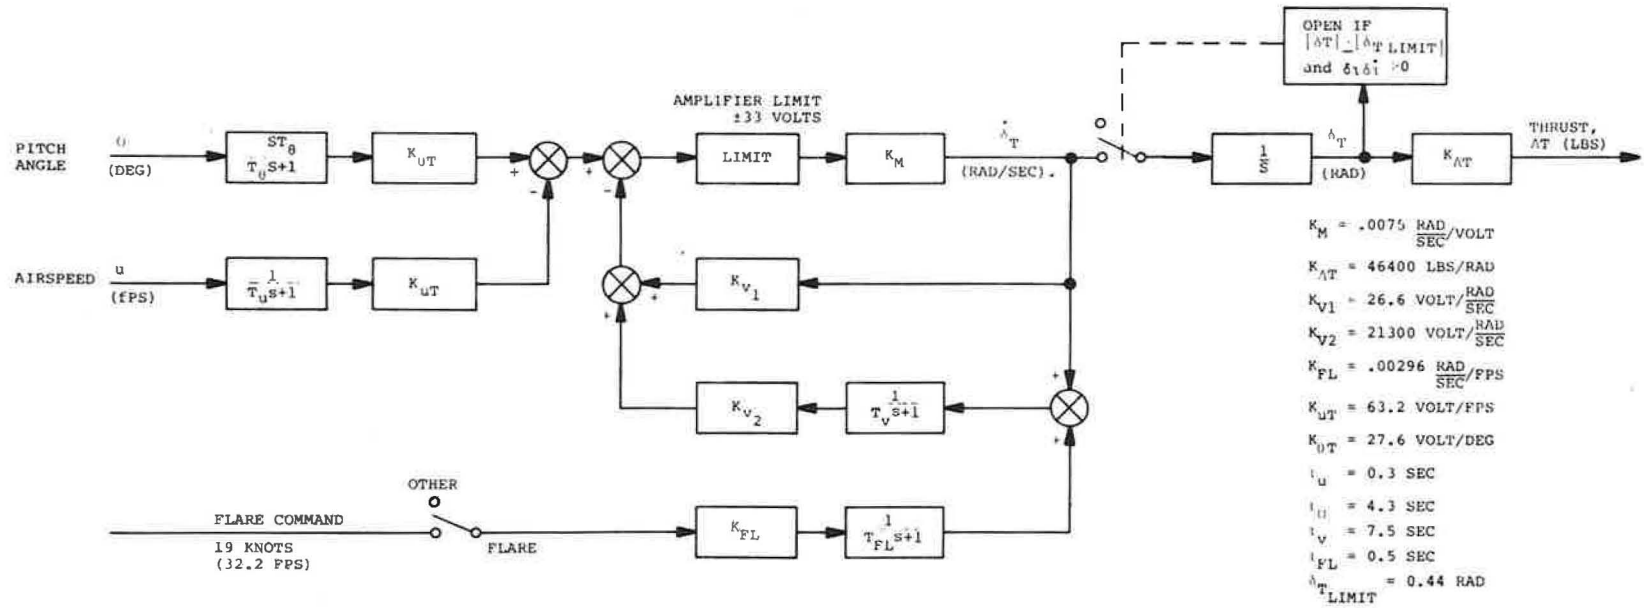 OPEN IF
|δT| |δT LIMIT|
and δ >0
AMPLIFIER LIMIT
±33 VOLTS
PITCH
ANGLE
(DEG)
STθ
TθS+1
KθT
+
-
+
-
LIMIT
KM
δ̇T
(RAD/SEC).
1
S
δT
(RAD)
KΔT
THRUST,
ΔT (LBS)
AIRSPEED
u
(fPS)
1
TuS+1
KuT
+
+
Kv1
Kv2
1
TvS+1
+
+
OTHER
FLARE COMMAND
19 KNOTS
(32.2 FPS)
FLARE
KFL
1
TFLS+1
KM = .0075 RAD/SEC/VOLT
KΔT = 46400 LBS/RAD
KV1 = 26.6 VOLT/RAD/SEC
KV2 = 21300 VOLT/RAD/SEC
KFL = .00296 RAD/SEC/FPS
KuT = 63.2 VOLT/FPS
KθT = 27.6 VOLT/DEG
u = 0.3 SEC
= 4.3 SEC
v = 7.5 SEC
FL = 0.5 SEC
δT LIMIT = 0.44 RAD